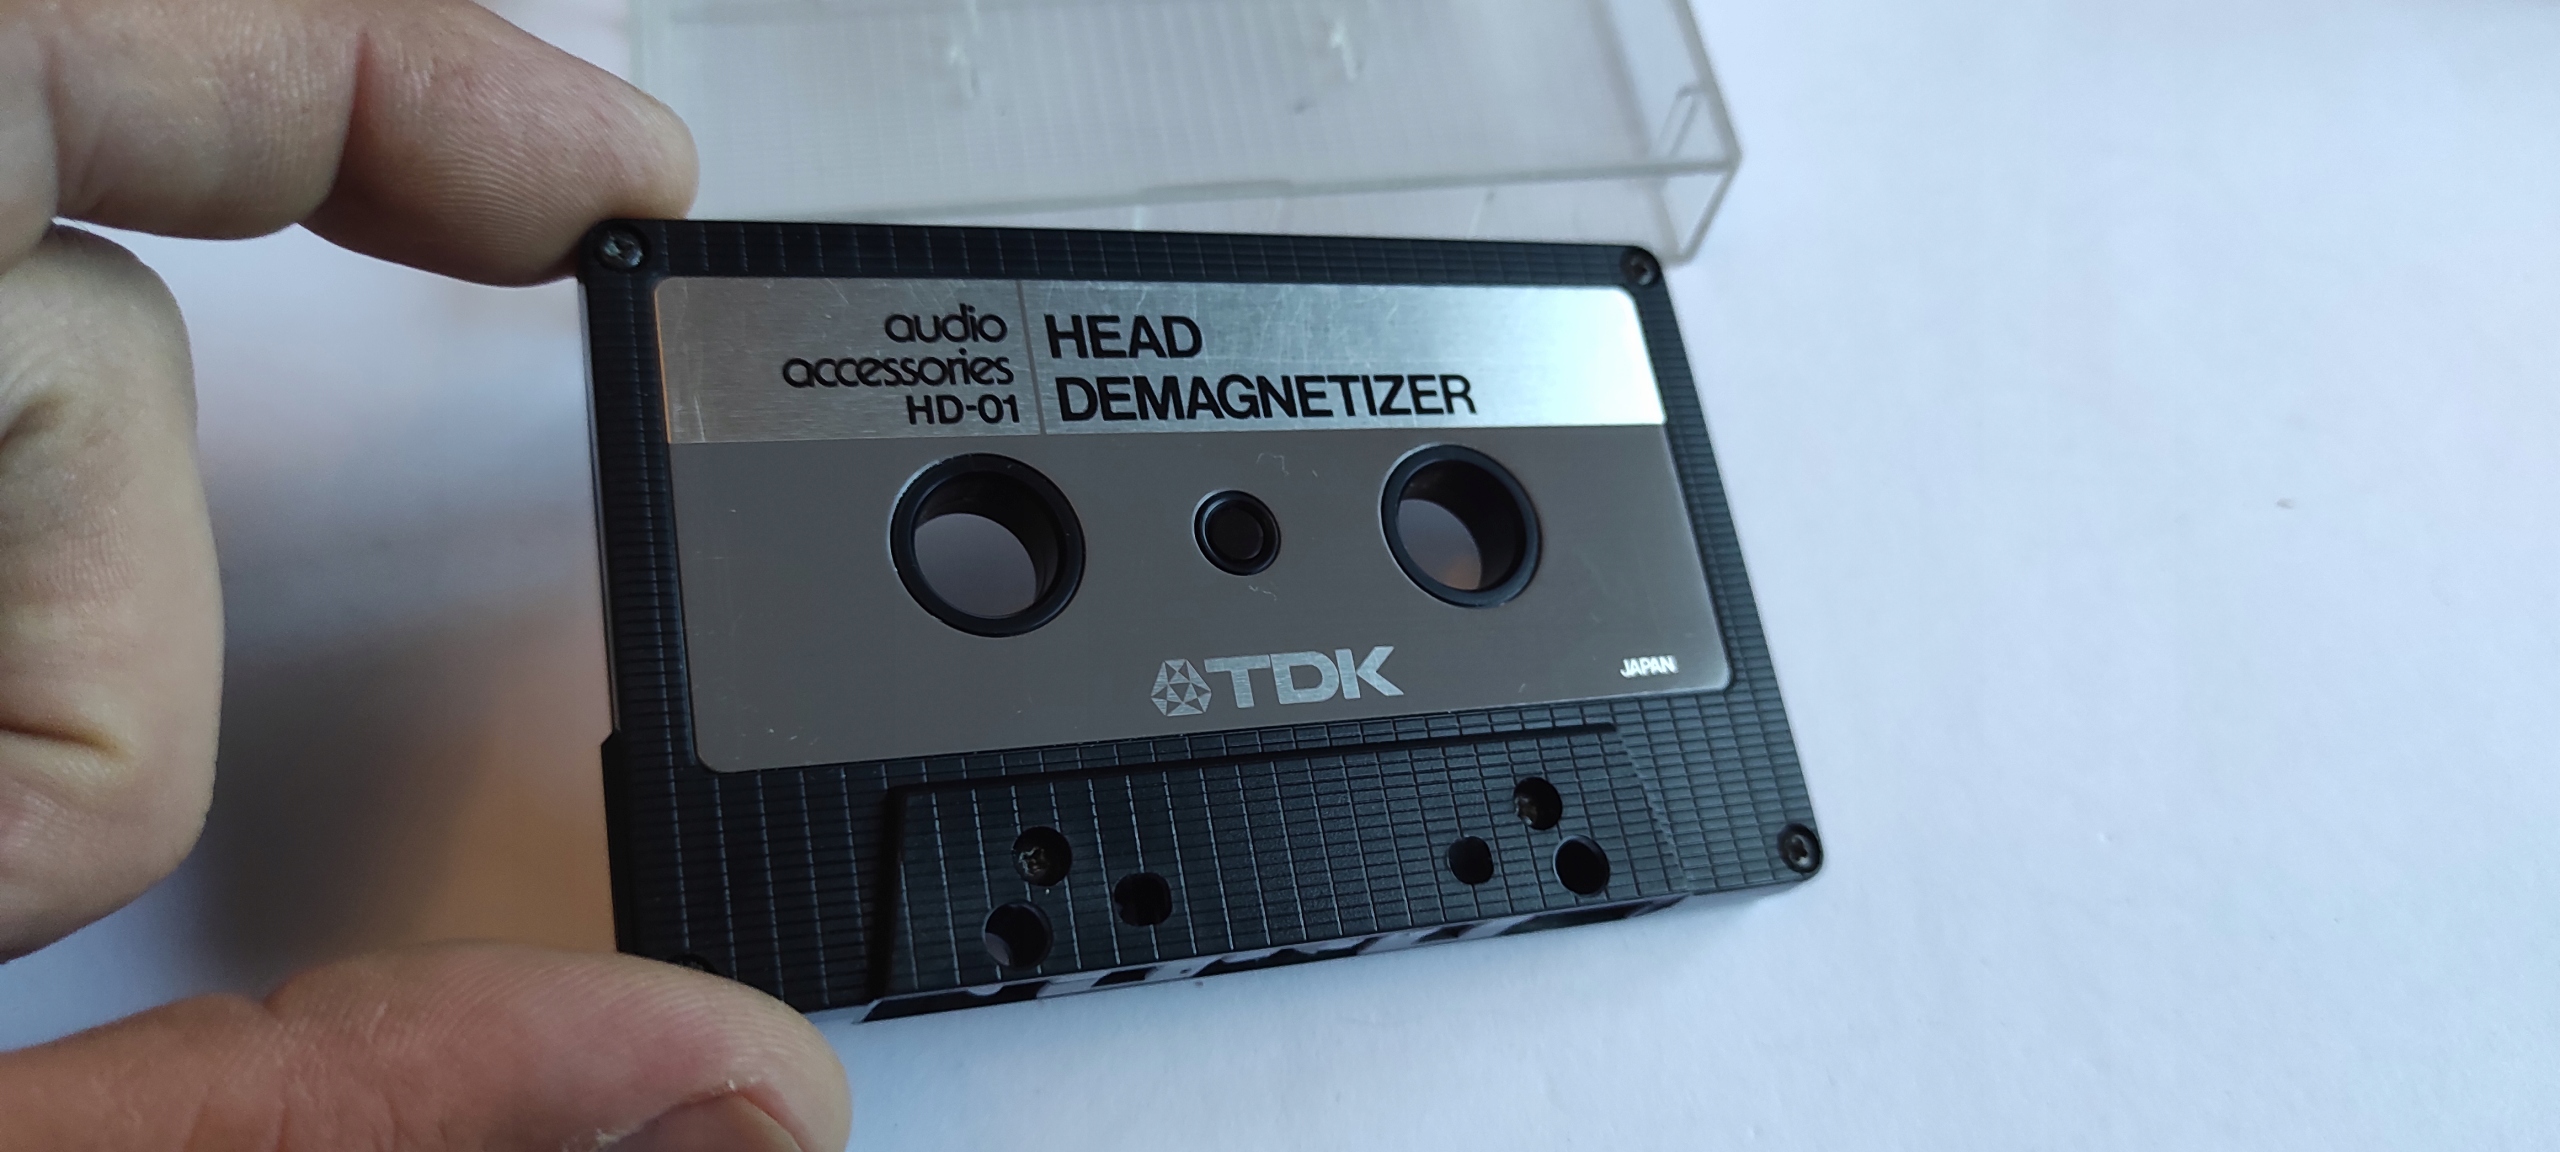 audio
accessories
HD-01
HEAD
DEMAGNETIZER
TDK
JAPAN